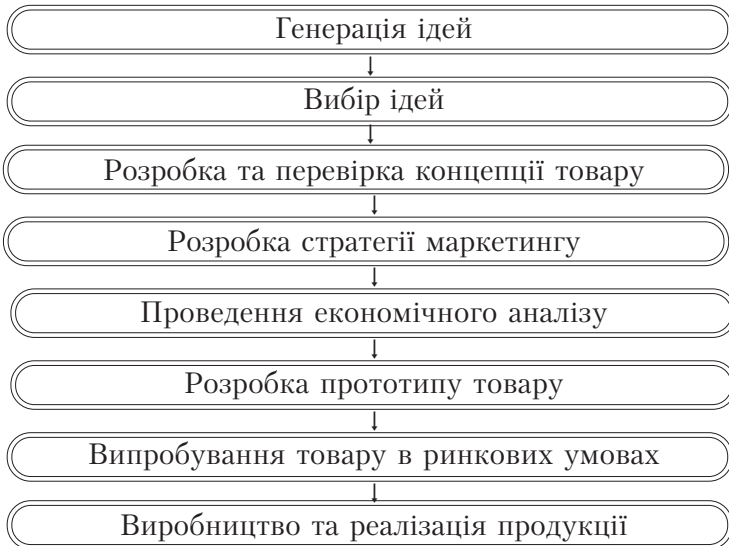 Генерація ідей
Вибір ідей
Розробка та перевірка концепції товару
Розробка стратегії маркетингу
Проведення економічного аналізу
Розробка прототипу товару
Випробування товару в ринкових умовах
Виробництво та реалізація продукції